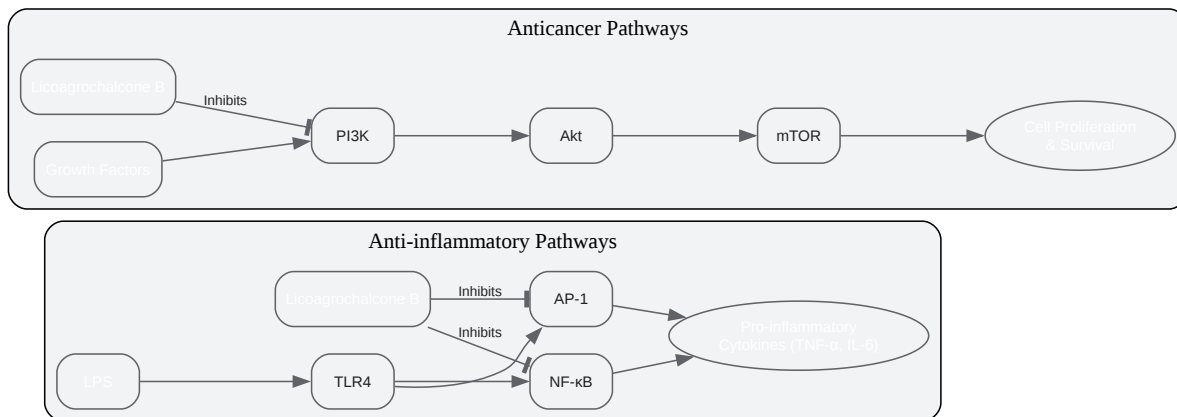 Anticancer Pathways
Licoagrochalcone B
Inhibits
PI3K
Akt
mTOR
Cell Proliferation
& Survival
Growth Factors
Anti-inflammatory Pathways
Licoagrochalcone B
Inhibits
AP-1
Inhibits
Pro-inflammatory
Cytokines (TNF-α, IL-6)
LPS
TLR4
NF-κB